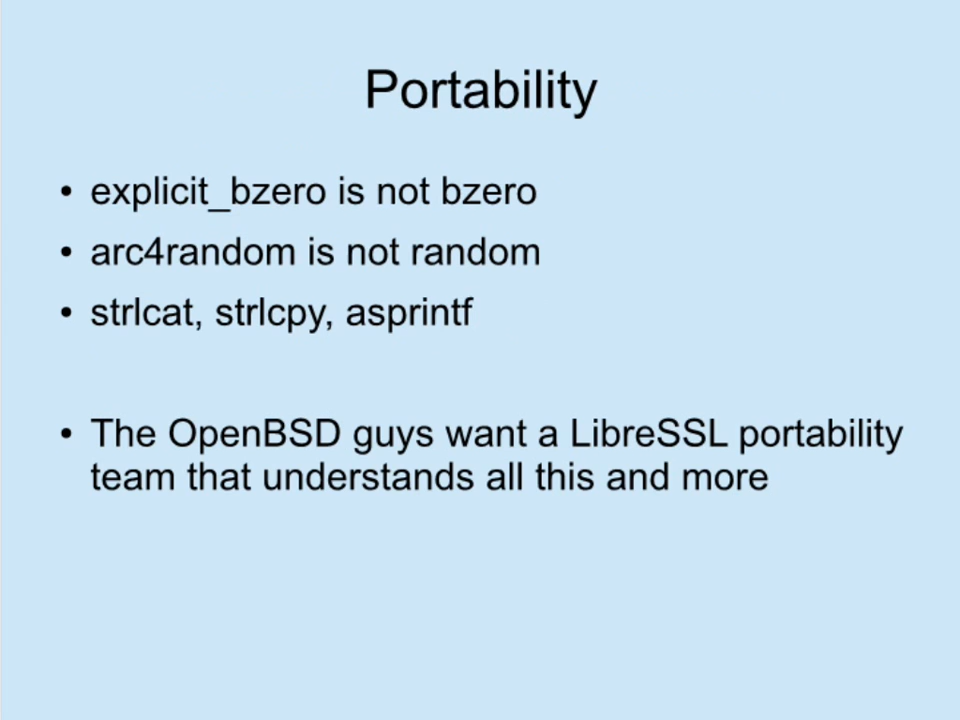 Portability
• explicit_bzero is not bzero
• arc4random is not random
• strlcat, strlcpy, asprintf
• The OpenBSD guys want a LibreSSL portability
team that understands all this and more